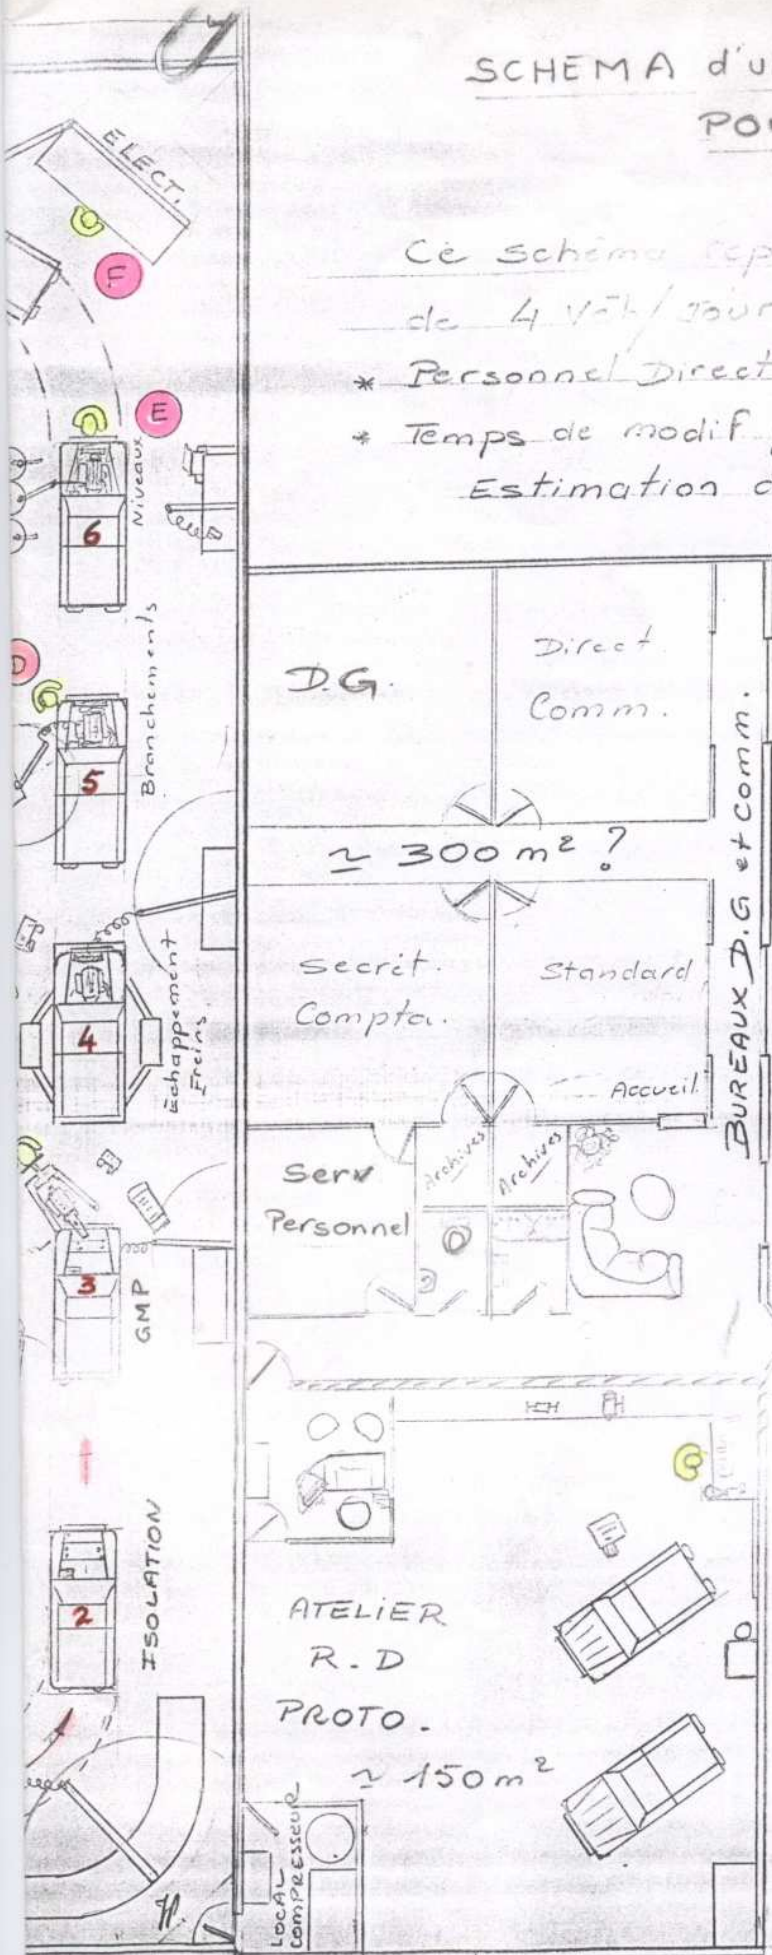 SCHEMA d'u
PO
Ce schéma rep
de 4 Véh/Jour
* Personnel Direct
* Temps de modif
Estimation d
ELECT.
F
E
Niveaux
6
Branchements
D
5
Echappement
Freins
4
3
GMP
2
ISOLATION
1
D.G.
Direct
Comm.
≃ 300 m² ?
Secrét.
Compta.
Standard
Accueil
BUREAUX D.G et Comm.
Serv
Personnel
Archives
Archives
ATELIER
R.D
PROTO.
~ 150 m²
LOCAL
COMPRESSEUR